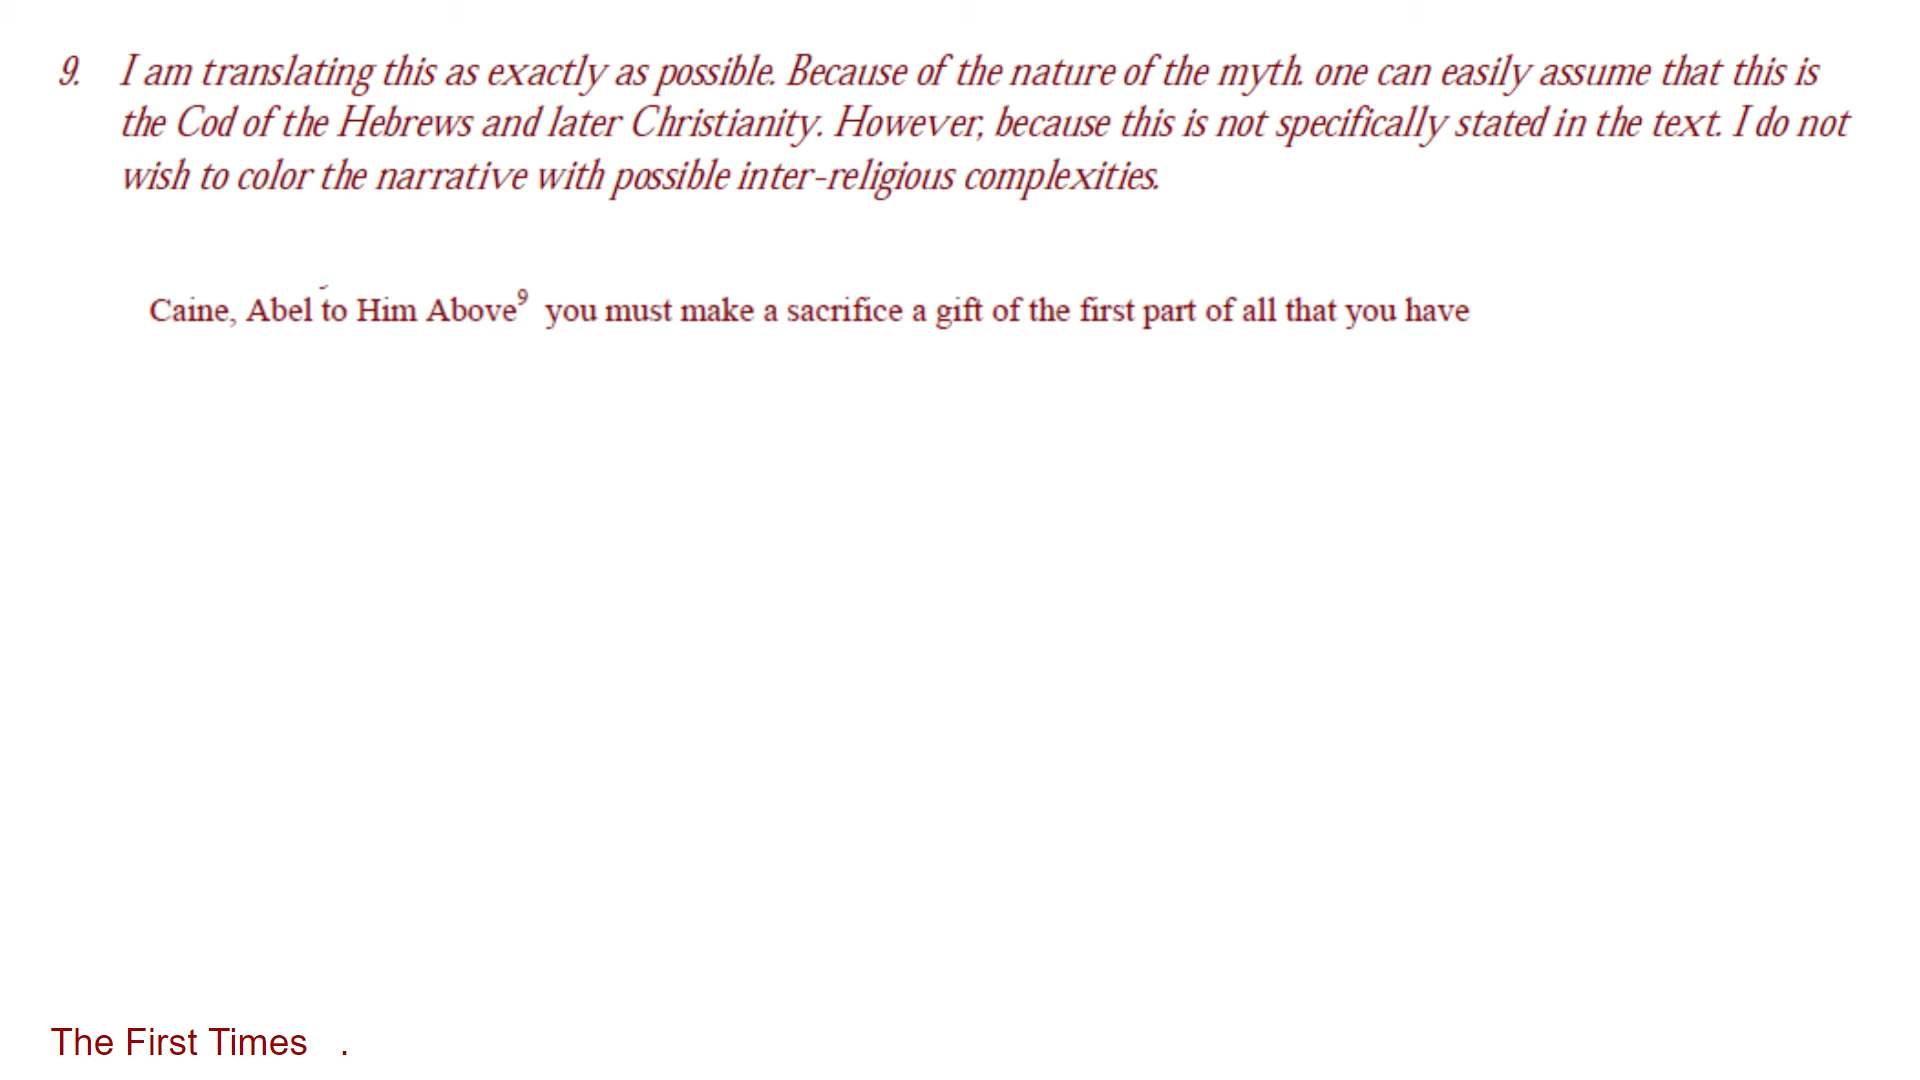 9. I am translating this as exactly as possible. Because of the nature of the myth. one can easily assume that this is
the Cod of the Hebrews and later Christianity. However, because this is not specifically stated in the text. I do not
wish to color the narrative with possible inter-religious complexities.
Caine, Abel to Him Above⁹ you must make a sacrifice a gift of the first part of all that you have
The First Times .